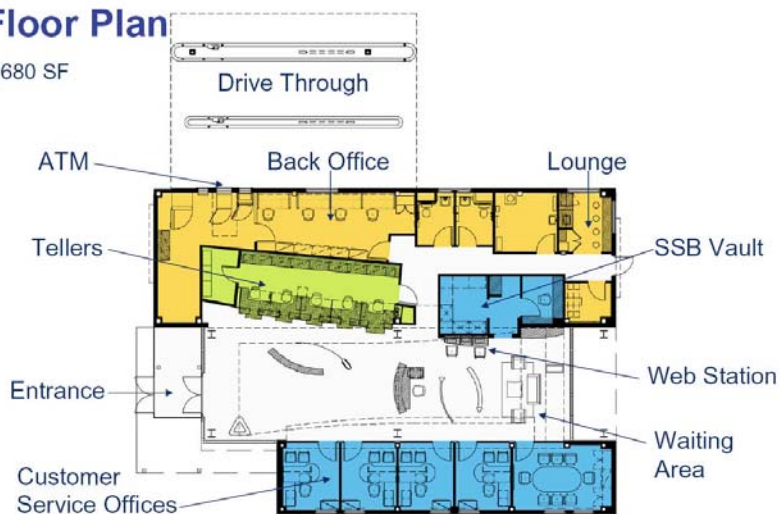 Floor Plan
680 SF
Drive Through
ATM
Back Office
Lounge
Tellers
SSB Vault
Entrance
Web Station
Waiting
Area
Customer
Service Offices